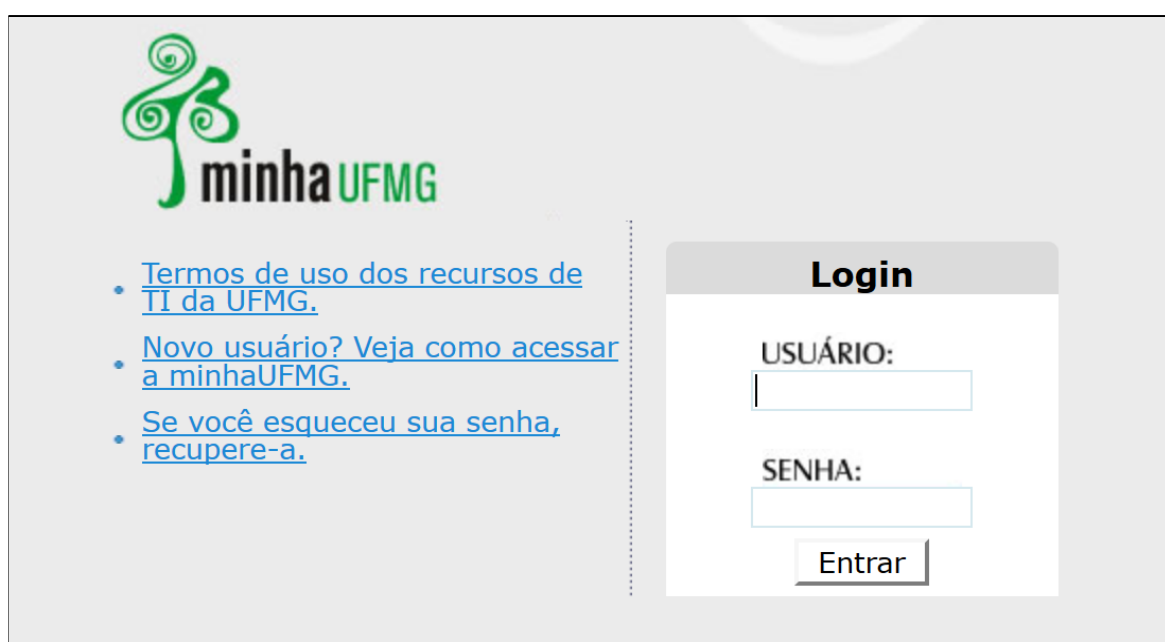 minhaUFMG
Termos de uso dos recursos de
TI da UFMG.
Novo usuário? Veja como acessar
a minhaUFMG.
Se você esqueceu sua senha,
recupere-a.
Login
USUÁRIO:
SENHA:
Entrar